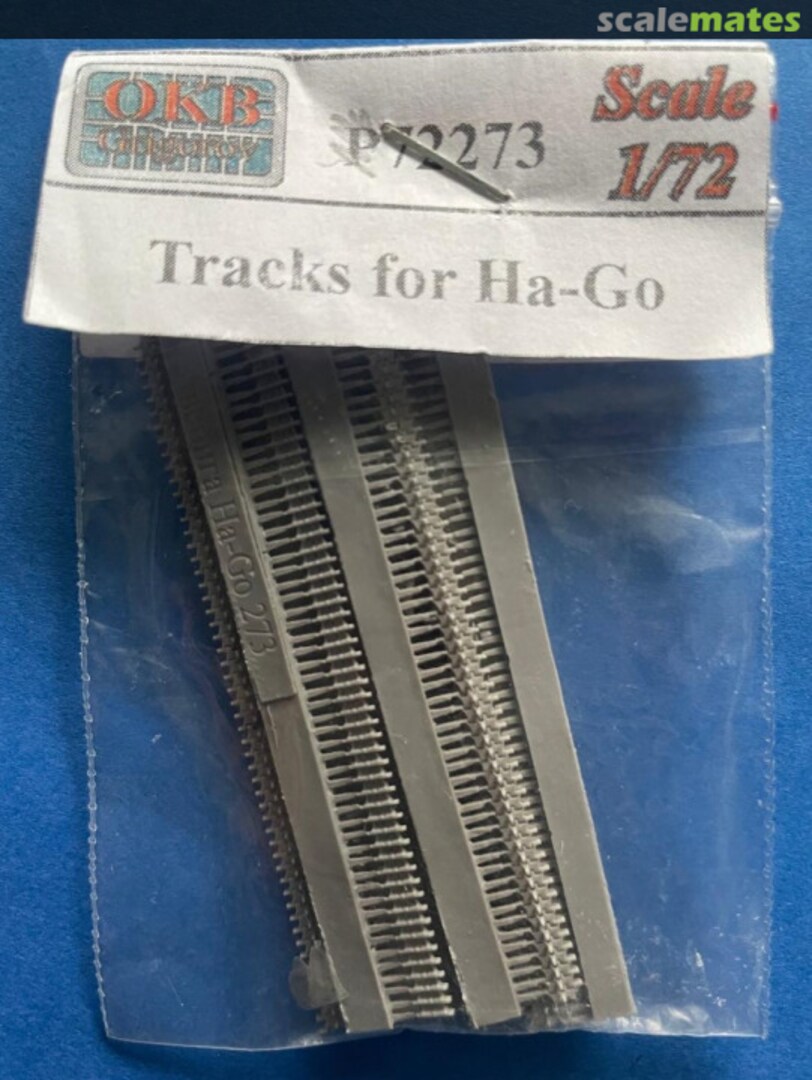 scalemates
OKB
Grigorov
P72273
Scale
1/72
Tracks for Ha-Go
Ha-Go 273